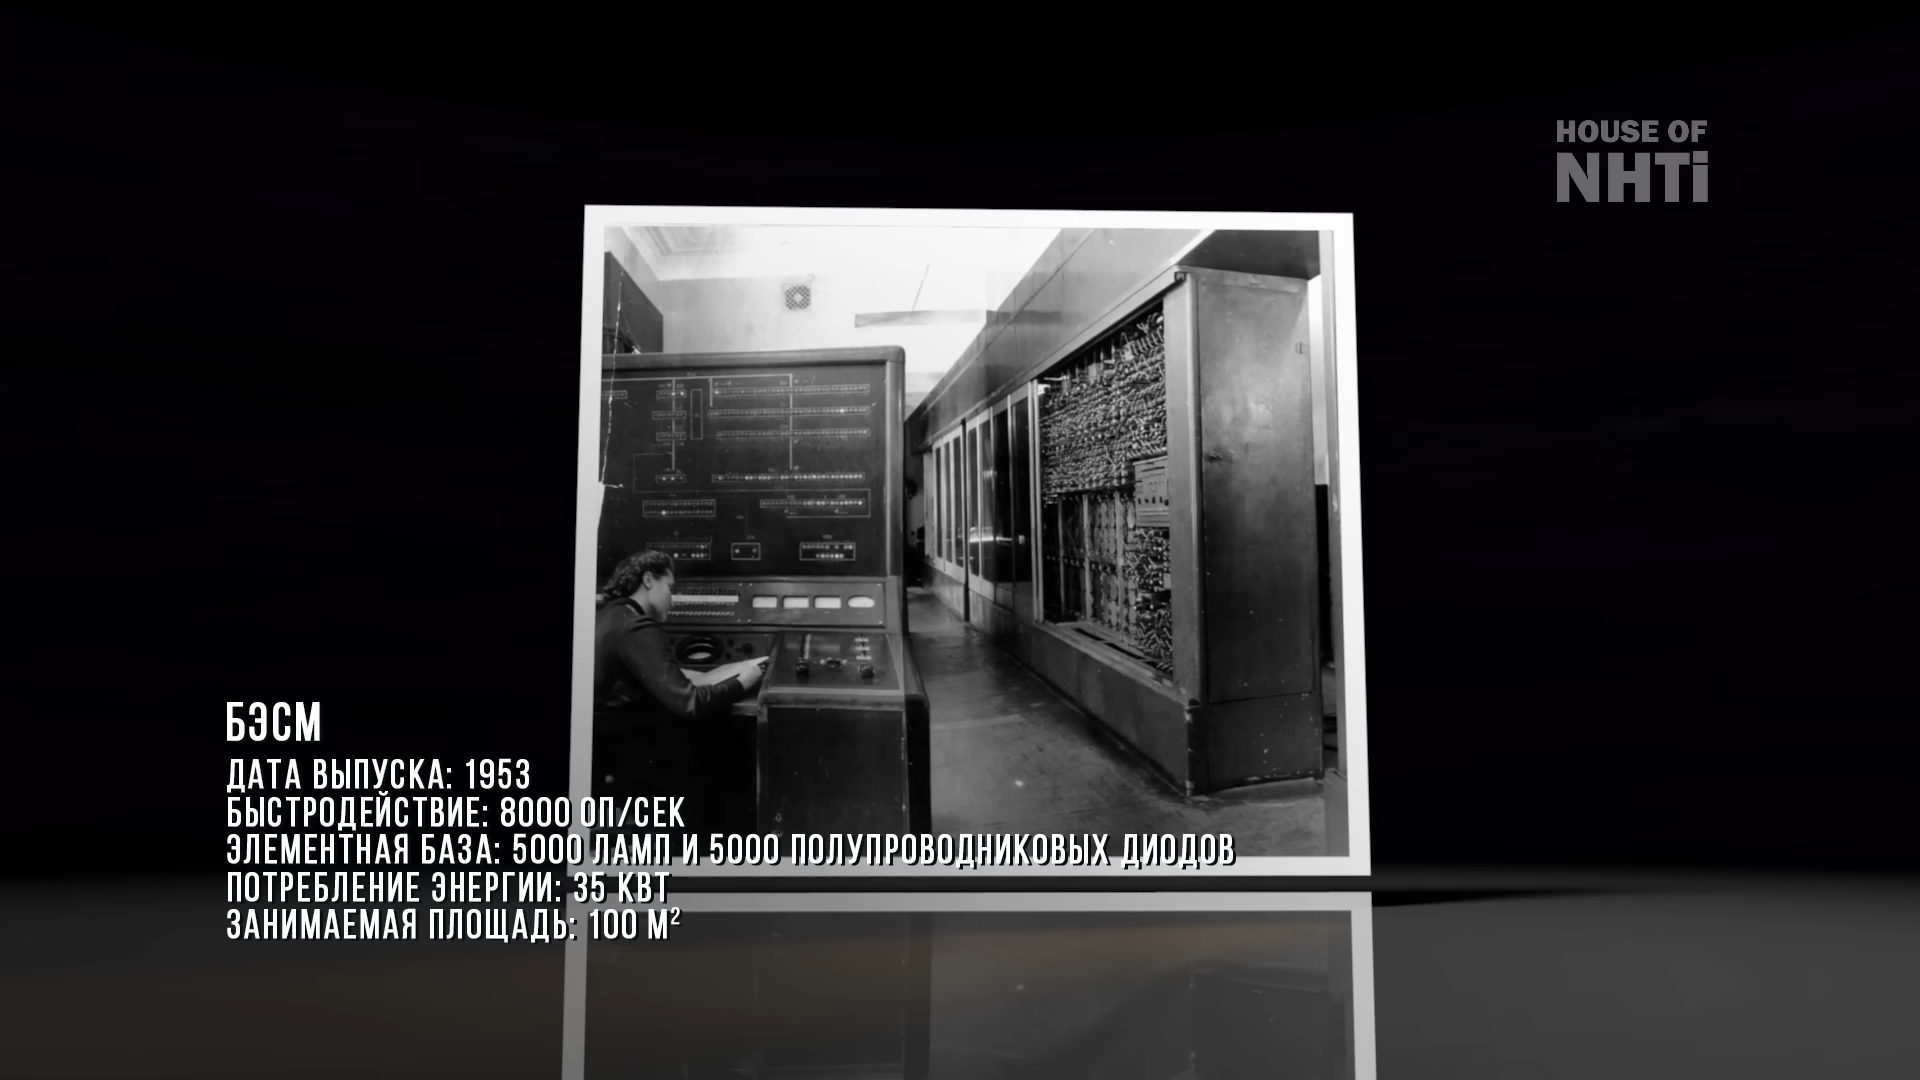 HOUSE OF
NHTi
БЭСМ
ДАТА ВЫПУСКА: 1953
БЫСТРОДЕЙСТВИЕ: 8000 ОП/СЕК
ЭЛЕМЕНТНАЯ БАЗА: 5000 ЛАМП И 5000 ПОЛУПРОВОДНИКОВЫХ ДИОДОВ
ПОТРЕБЛЕНИЕ ЭНЕРГИИ: 35 КВТ
ЗАНИМАЕМАЯ ПЛОЩАДЬ: 100 М²